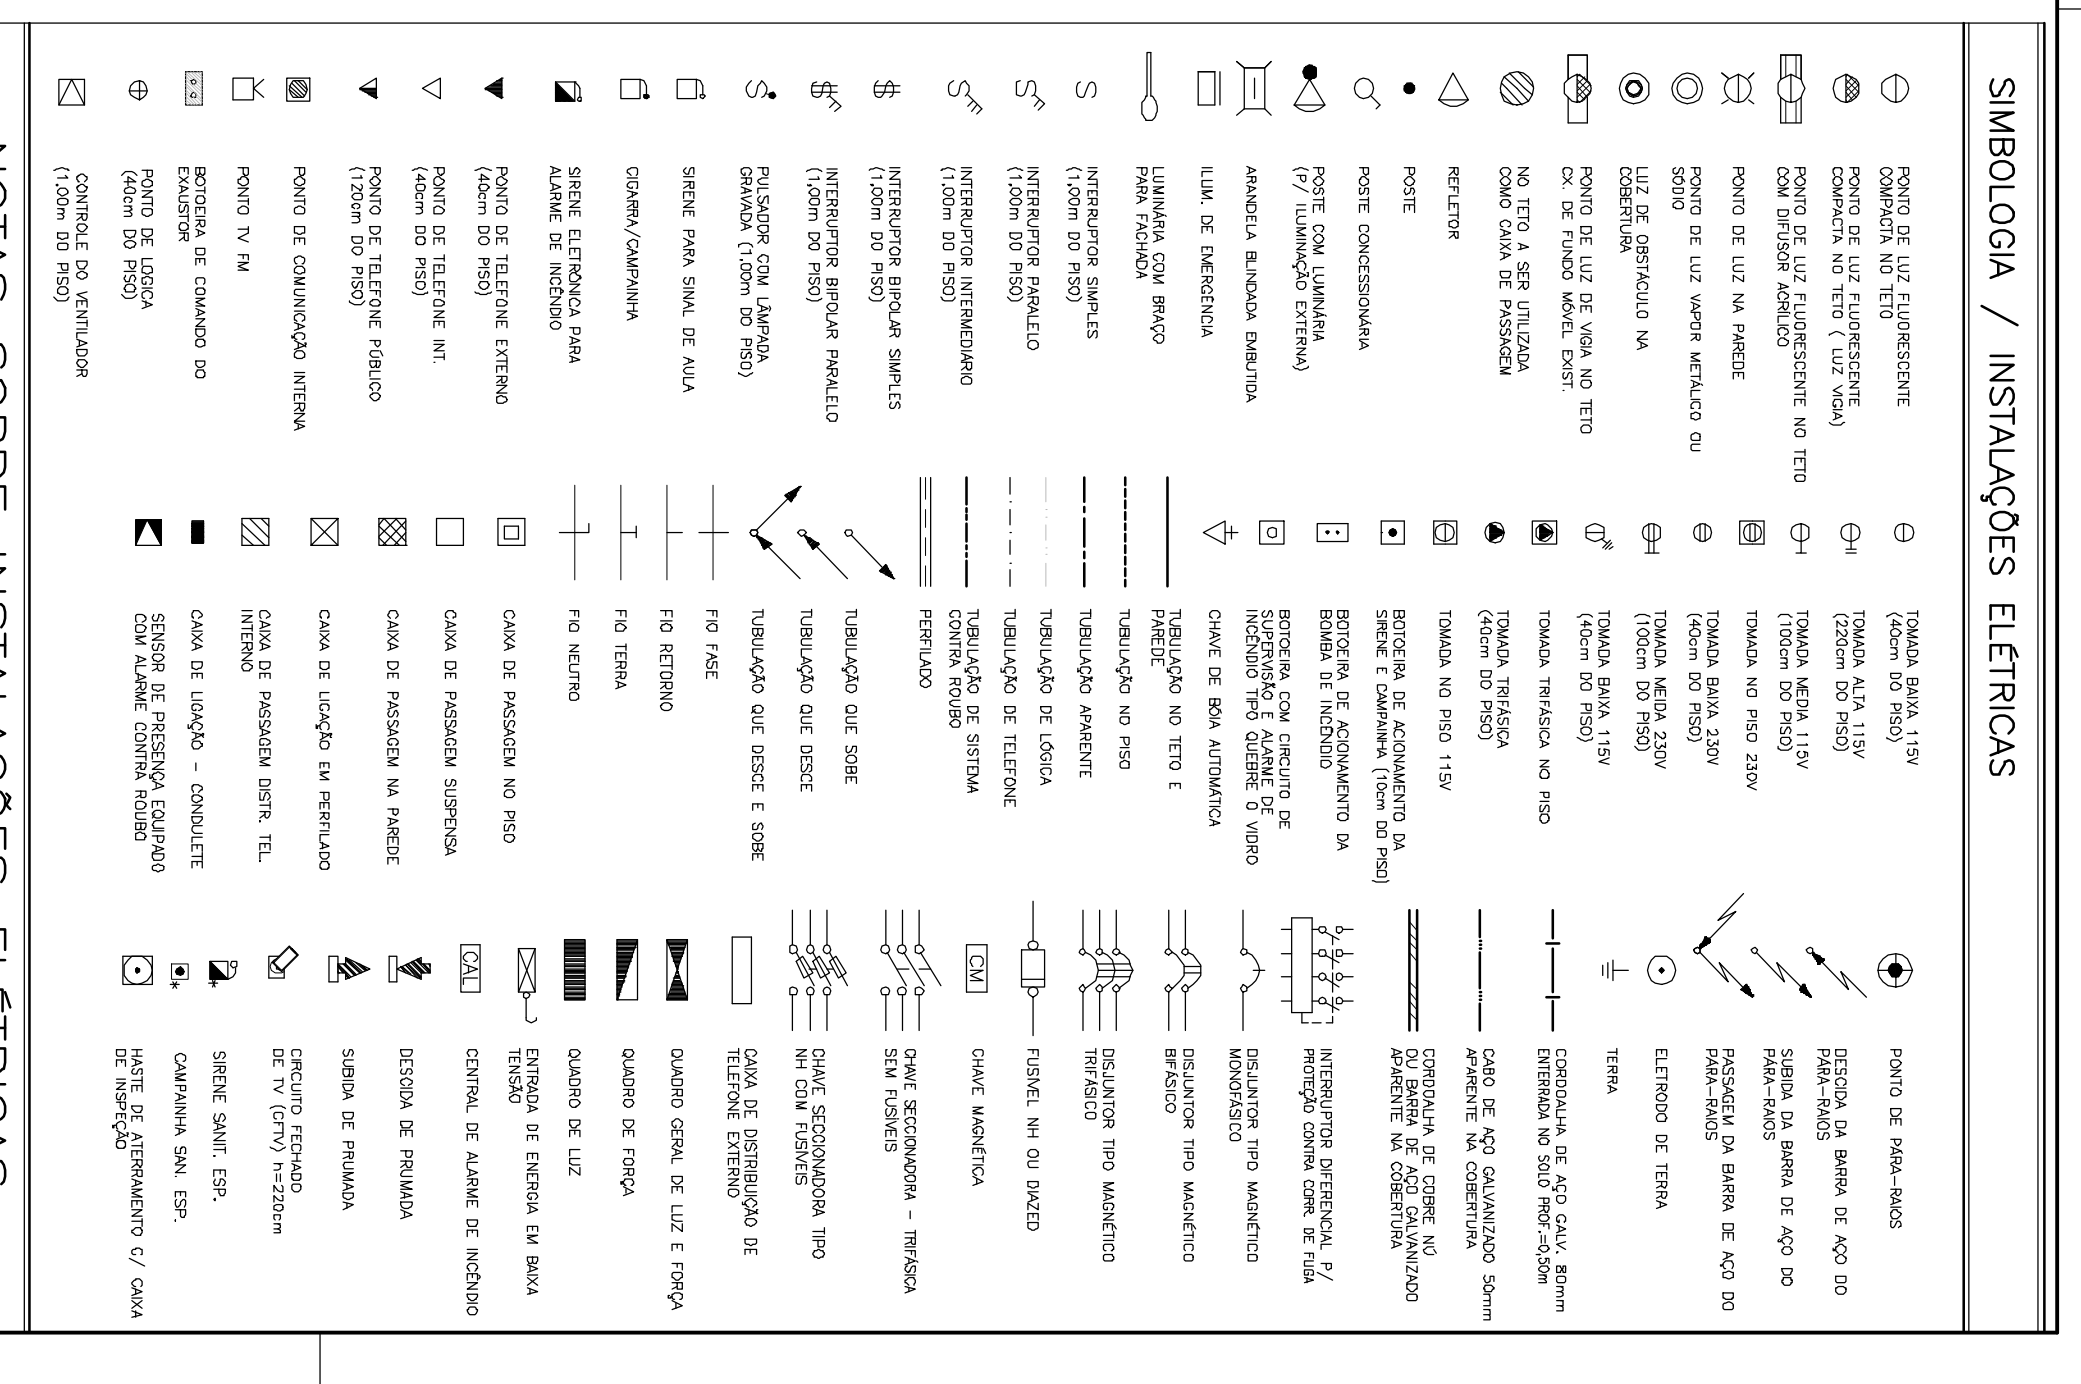 SIMBOLOGIA / INSTALAÇÕES ELÉTRICAS
PONTO DE LUZ FLUORESCENTE
COMPACTA NO TETO
PONTO DE LUZ FLUORESCENTE
COMPACTA NO TETO ( LUZ VIGIA)
PONTO DE LUZ FLUORESCENTE NO TETO
COM DIFUSOR ACRÍLICO
PONTO DE LUZ NA PAREDE
PONTO DE LUZ VAPOR METÁLICO OU
SÓDIO
LUZ DE OBSTÁCULO NA
COBERTURA
PONTO DE LUZ DE VIGIA NO TETO
CX. DE FUNDO MÓVEL EXIST.
NO TETO A SER UTILIZADA
COMO CAIXA DE PASSAGEM
REFLETOR
POSTE
POSTE CONCESSIONÁRIA
POSTE COM LUMINÁRIA
(P/ ILUMINAÇÃO EXTERNA)
ARANDELA BLINDADA EMBUTIDA
ILUM. DE EMERGÊNCIA
LUMINÁRIA COM BRAÇO
PARA FACHADA
INTERRUPTOR SIMPLES
(1,00m DO PISO)
INTERRUPTOR PARALELO
(1,00m DO PISO)
INTERRUPTOR INTERMEDIÁRIO
(1,00m DO PISO)
INTERRUPTOR BIPOLAR SIMPLES
(1,00m DO PISO)
INTERRUPTOR BIPOLAR PARALELO
(1,00m DO PISO)
PULSADOR COM LÂMPADA
GRAVADA (1,00m DO PISO)
SIRENE PARA SINAL DE AULA
CIGARRA/CAMPAINHA
SIRENE ELETRÔNICA PARA
ALARME DE INCÊNDIO
PONTO DE TELEFONE EXTERNO
(40cm DO PISO)
PONTO DE TELEFONE INT.
(40cm DO PISO)
PONTO DE TELEFONE PÚBLICO
(120cm DO PISO)
PONTO DE COMUNICAÇÃO INTERNA
PONTO TV FM
BOTOEIRA DE COMANDO DO
EXAUSTOR
PONTO DE LOGICA
(40cm DO PISO)
CONTROLE DO VENTILADOR
(1,00m DO PISO)
TOMADA BAIXA 115V
(40cm DO PISO)
TOMADA ALTA 115V
(220cm DO PISO)
TOMADA MEDIA 115V
(100cm DO PISO)
TOMADA NO PISO 230V
TOMADA BAIXA 230V
(40cm DO PISO)
TOMADA MEIDA 230V
(100cm DO PISO)
TOMADA BAIXA 115V
(40cm DO PISO)
TOMADA TRIFÁSICA NO PISO
TOMADA TRIFÁSICA
(40cm DO PISO)
TOMADA NO PISO 115V
BOTOEIRA DE ACIONAMENTO DA
SIRENE E CAMPAINHA (10cm DO PISO)
BOTOEIRA DE ACIONAMENTO DA
BOMBA DE INCÊNDIO
BOTOEIRA COM CIRCUITO DE
SUPERVISÃO E ALARME DE
INCÊNDIO TIPO QUEBRE O VIDRO
CHAVE DE BÓIA AUTOMÁTICA
TUBULAÇÃO NO TETO E
PAREDE
TUBULAÇÃO NO PISO
TUBULAÇÃO APARENTE
TUBULAÇÃO DE LÓGICA
TUBULAÇÃO DE TELEFONE
TUBULAÇÃO DE SISTEMA
CONTRA ROUBO
PERFILADO
TUBULAÇÃO QUE SOBE
TUBULAÇÃO QUE DESCE
TUBULAÇÃO QUE DESCE E SOBE
FIO FASE
FIO RETORNO
FIO TERRA
FIO NEUTRO
CAIXA DE PASSAGEM NO PISO
CAIXA DE PASSAGEM SUSPENSA
CAIXA DE PASSAGEM NA PAREDE
CAIXA DE LIGAÇÃO EM PERFILADO
CAIXA DE PASSAGEM DISTR. TEL.
INTERNO
CAIXA DE LIGAÇÃO - CONDULETE
SENSOR DE PRESENÇA EQUIPADO
COM ALARME CONTRA ROUBO
PONTO DE PÁRA-RAIOS
DESCIDA DA BARRA DE AÇO DO
PÁRA-RAIOS
SUBIDA DA BARRA DE AÇO DO
PÁRA-RAIOS
PASSAGEM DA BARRA DE AÇO DO
PÁRA-RAIOS
ELETRODO DE TERRA
TERRA
CORDOALHA DE AÇO GALV. 80mm
ENTERRADA NO SOLO PROF.=0,50m
CABO DE AÇO GALVANIZADO 50mm
APARENTE NA COBERTURA
CORDOALHA DE COBRE NÚ
OU BARRA DE AÇO GALVANIZADO
APARENTE NA COBERTURA
INTERRUPTOR DIFERENCIAL P/
PROTEÇÃO CONTRA CORR. DE FUGA
DISJUNTOR TIPO MAGNÉTICO
MONOFÁSICO
DISJUNTOR TIPO MAGNÉTICO
BIFÁSICO
DISJUNTOR TIPO MAGNÉTICO
TRIFÁSICO
FUSIVEL NH OU DIAZED
CM
CHAVE MAGNÉTICA
CHAVE SECCIONADORA - TRIFÁSICA
SEM FUSÍVEIS
CHAVE SECCIONADORA TIPO
NH COM FUSÍVEIS
CAIXA DE DISTRIBUIÇÃO DE
TELEFONE EXTERNO
QUADRO GERAL DE LUZ E FORÇA
QUADRO DE FORÇA
QUADRO DE LUZ
ENTRADA DE ENERGIA EM BAIXA
TENSÃO
CAL
CENTRAL DE ALARME DE INCÊNDIO
DESCIDA DE PRUMADA
SUBIDA DE PRUMADA
CIRCUITO FECHADO
DE TV (CFTV) h=220cm
SIRENE SANIT. ESP.
CAMPAINHA SAN. ESP.
HASTE DE ATERRAMENTO C/ CAIXA
DE INSPEÇÃO
NOTAS SOBRE INSTALAÇÕES ELÉTRICAS